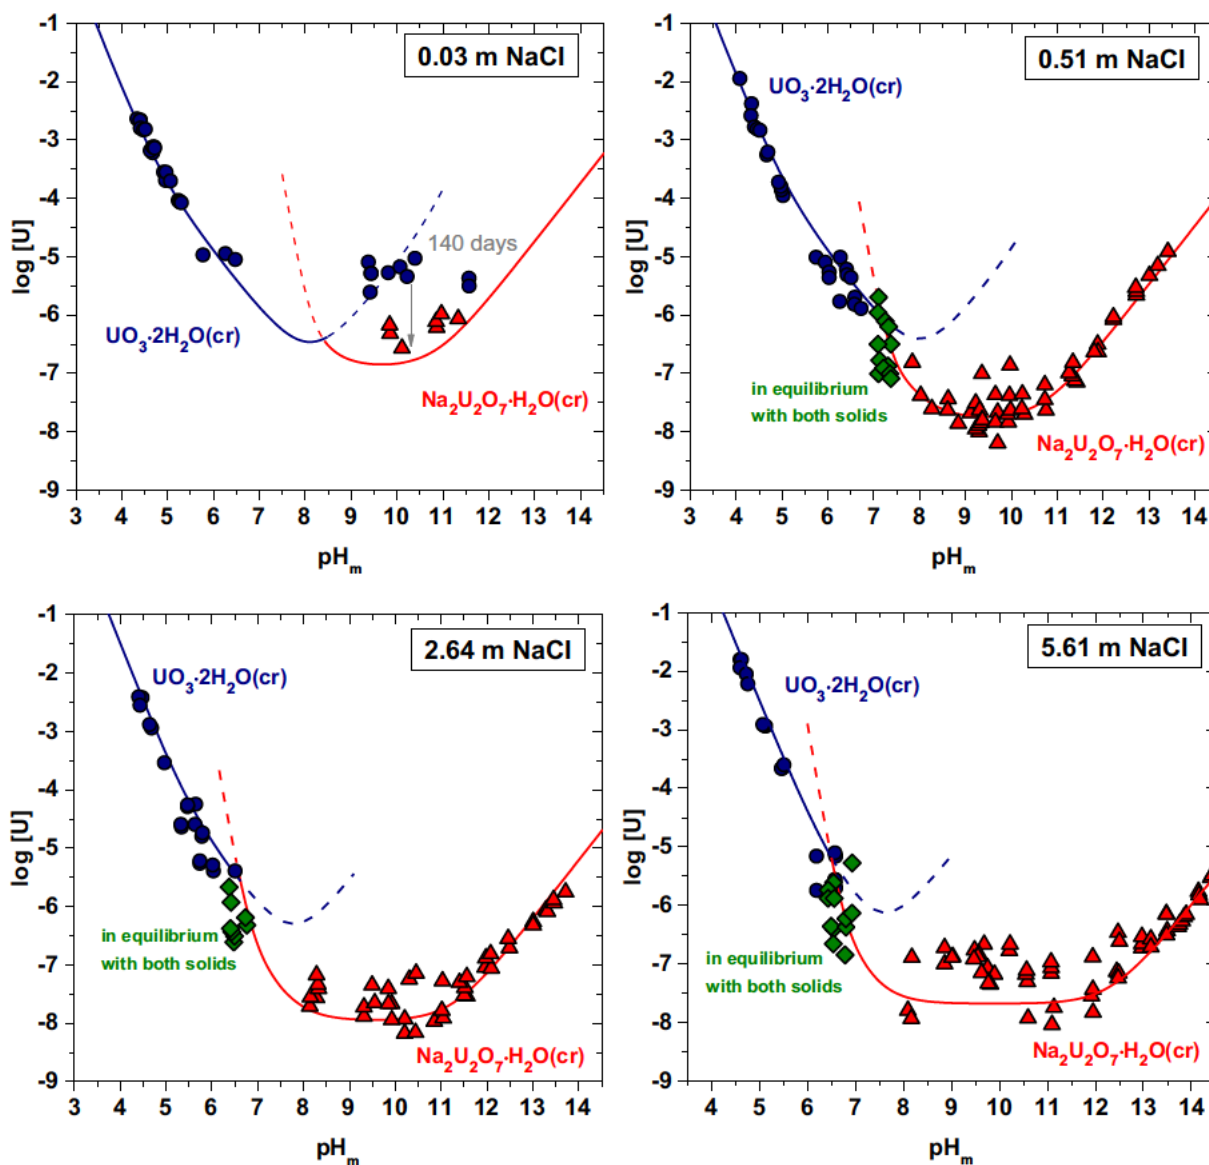 -1
-2
-3
-4
-5
-6
-7
-8
-9
log [U]
0.03 m NaCl
140 days
UO₃·2H₂O(cr)
Na₂U₂O₇·H₂O(cr)
3 4 5 6 7 8 9 10 11 12 13 14
pHₘ
-1
-2
-3
-4
-5
-6
-7
-8
-9
log [U]
0.51 m NaCl
UO₃·2H₂O(cr)
in equilibrium
with both solids
Na₂U₂O₇·H₂O(cr)
3 4 5 6 7 8 9 10 11 12 13 14
pHₘ
-1
-2
-3
-4
-5
-6
-7
-8
-9
log [U]
2.64 m NaCl
UO₃·2H₂O(cr)
in equilibrium
with both solids
Na₂U₂O₇·H₂O(cr)
3 4 5 6 7 8 9 10 11 12 13 14
pHₘ
-1
-2
-3
-4
-5
-6
-7
-8
-9
log [U]
5.61 m NaCl
UO₃·2H₂O(cr)
in equilibrium
with both solids
Na₂U₂O₇·H₂O(cr)
4 5 6 7 8 9 10 11 12 13 14
pHₘ